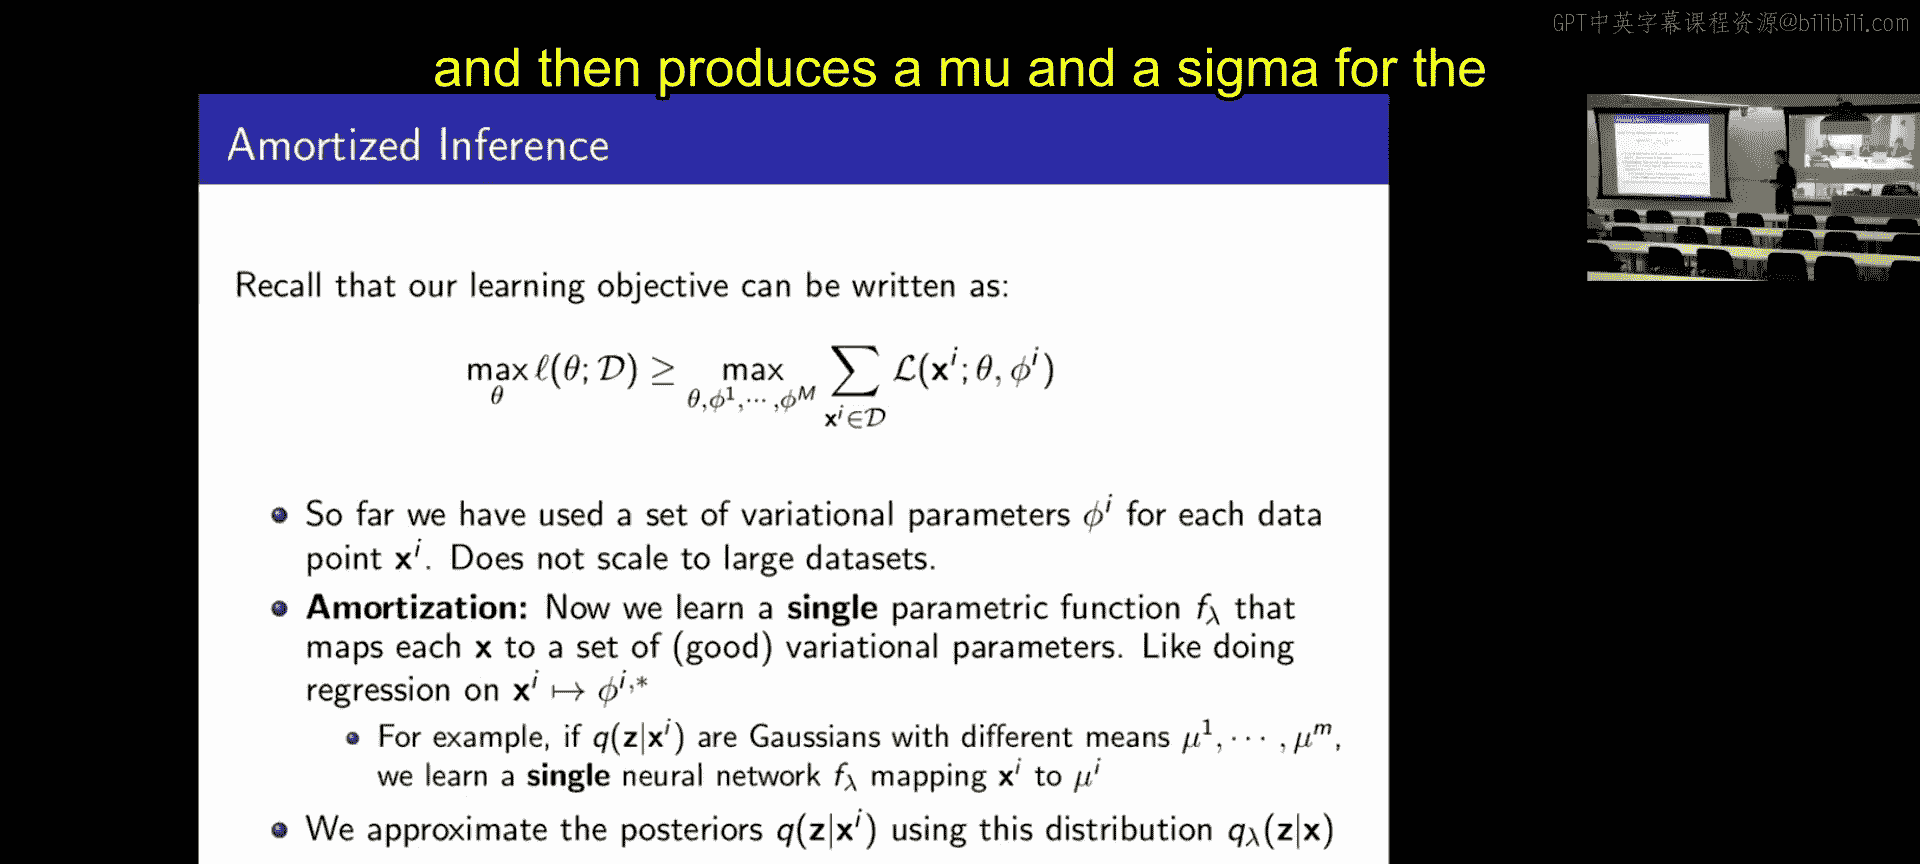 GPT中英字幕课程资源@bilibili.com
and then produces a mu and a sigma for the
Amortized Inference
Recall that our learning objective can be written as:
max_θ ℓ(θ; 𝒟) ≥ max_{θ,ϕ¹,⋯,ϕᴹ} ∑_{xⁱ∈𝒟} ℒ(xⁱ; θ, ϕⁱ)
So far we have used a set of variational parameters ϕⁱ for each data
point xⁱ. Does not scale to large datasets.
Amortization: Now we learn a single parametric function f_λ that
maps each x to a set of (good) variational parameters. Like doing
regression on xⁱ ↦ ϕ^{i,*}
For example, if q(z|xⁱ) are Gaussians with different means μ¹, ⋯ , μᵐ,
we learn a single neural network f_λ mapping xⁱ to μⁱ
We approximate the posteriors q(z|xⁱ) using this distribution q_λ(z|x)